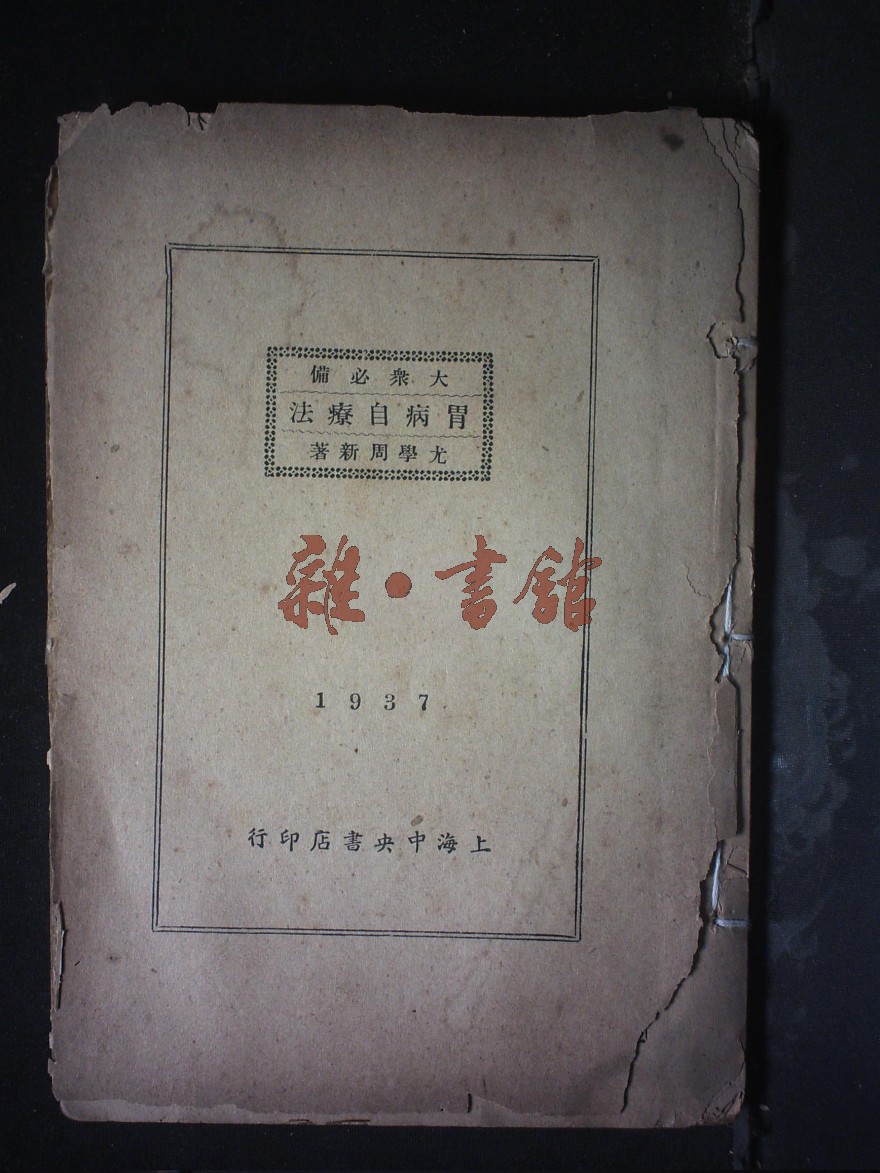 大衆必備
胃病自療法
尤學周新著
雜·書館
1937
上海中央書店印行